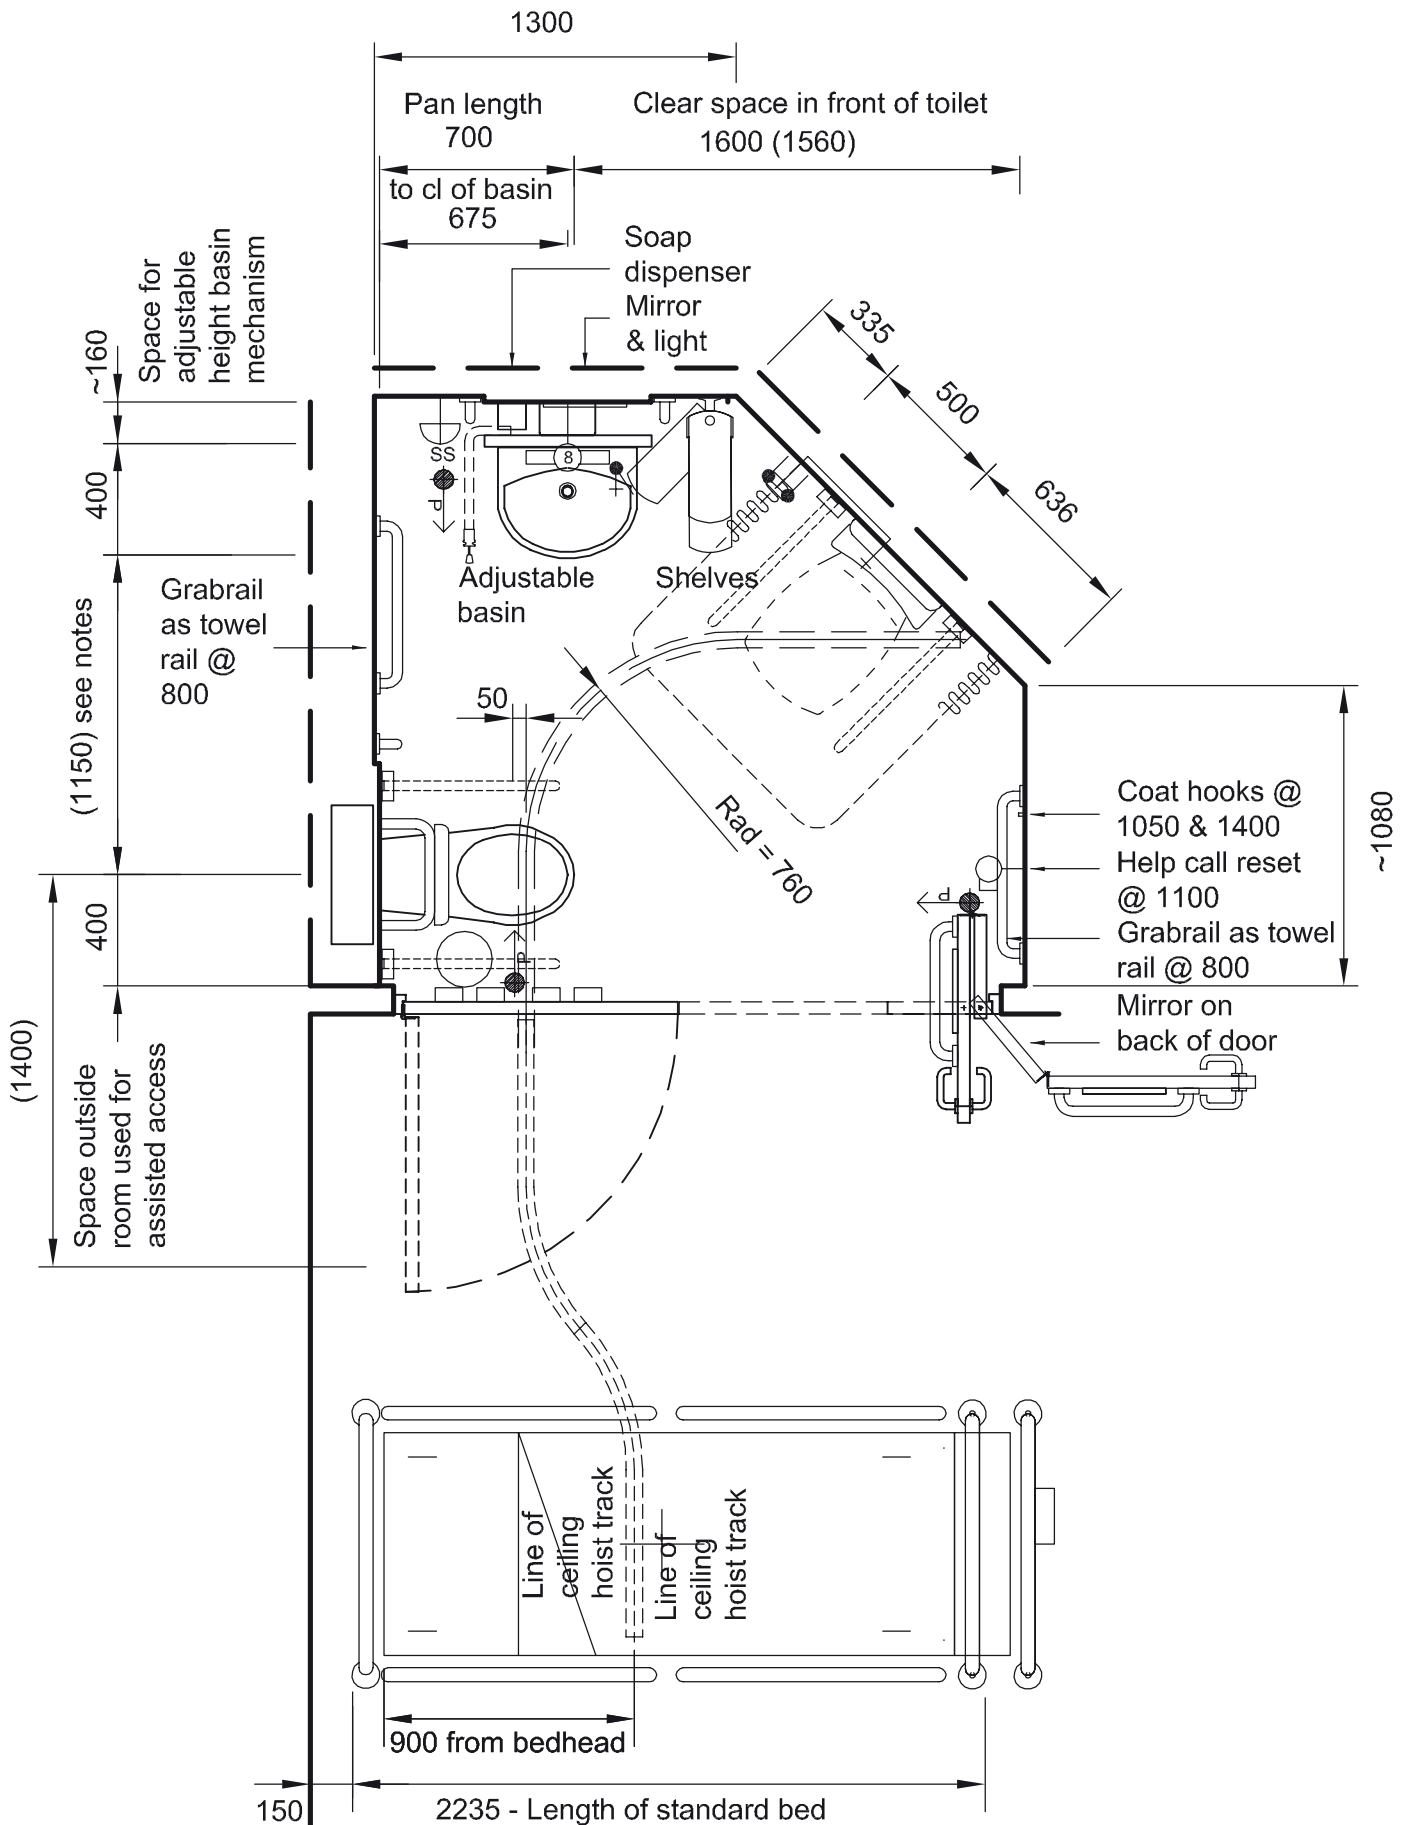 1300
Pan length
700
Clear space in front of toilet
1600 (1560)
to cl of basin
675
Soap
dispenser
Mirror
& light
Space for
adjustable
height basin
mechanism
~160
400
(1150) see notes
400
(1400)
Space outside
room used for
assisted access
335
500
636
SS
P
8
Adjustable
basin
Shelves
Grabrail
as towel
rail @
800
50
Rad = 760
P
P
~1080
Coat hooks @
1050 & 1400
Help call reset
@ 1100
Grabrail as towel
rail @ 800
Mirror on
back of door
Line of
ceiling
hoist track
Line of
ceiling
hoist track
900 from bedhead
150
2235 - Length of standard bed